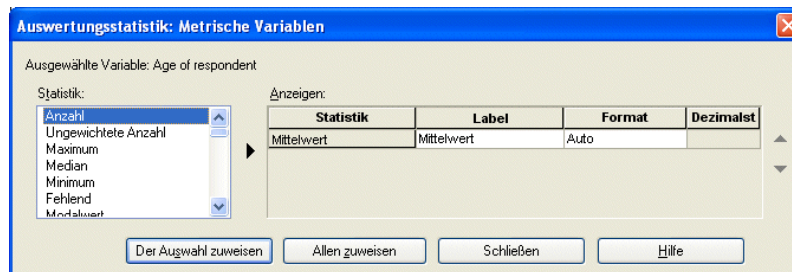 Auswertungsstatistik: Metrische Variablen
Ausgewählte Variable: Age of respondent
Statistik:
Anzahl
Ungewichtete Anzahl
Maximum
Median
Minimum
Fehlend
Modalwert
Anzeigen:
Statistik Label Format Dezimalst
Mittelwert Mittelwert Auto
Der Auswahl zuweisen Allen zuweisen Schließen Hilfe